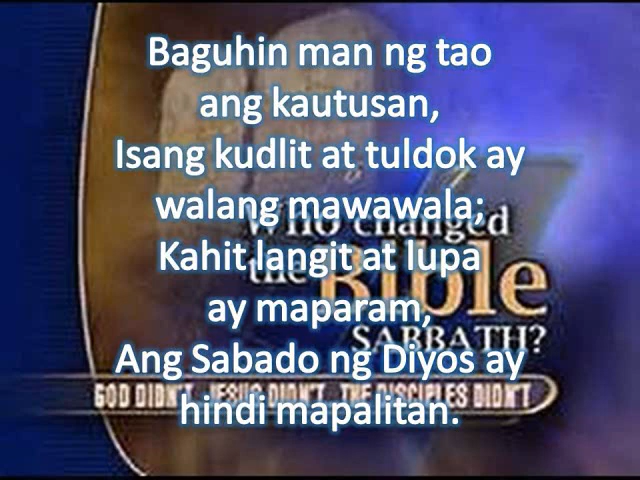 Baguhin man ng tao
ang kautusan,
Isang kudlit at tuldok ay
walang mawawala;
Kahit langit at lupa
ay maparam,
Ang Sabado ng Diyos ay
hindi mapalitan.
Who changed
the Bible
SABBATH?
GOD DIDN'T, JESUS DIDN'T, THE DISCIPLES DIDN'T